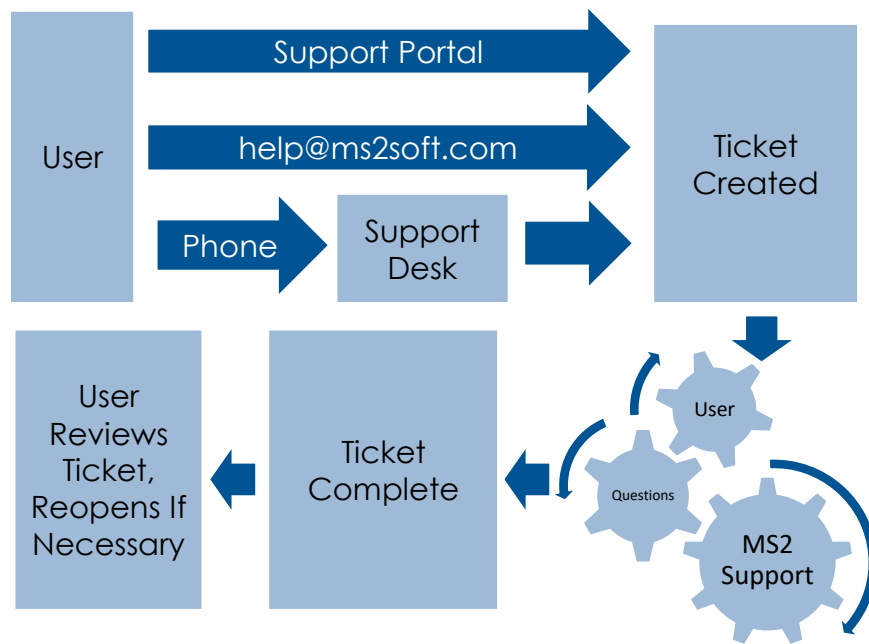 User
Support Portal
help@ms2soft.com
Phone
Support
Desk
Ticket
Created
User
Questions
MS2
Support
Ticket
Complete
User
Reviews
Ticket,
Reopens If
Necessary